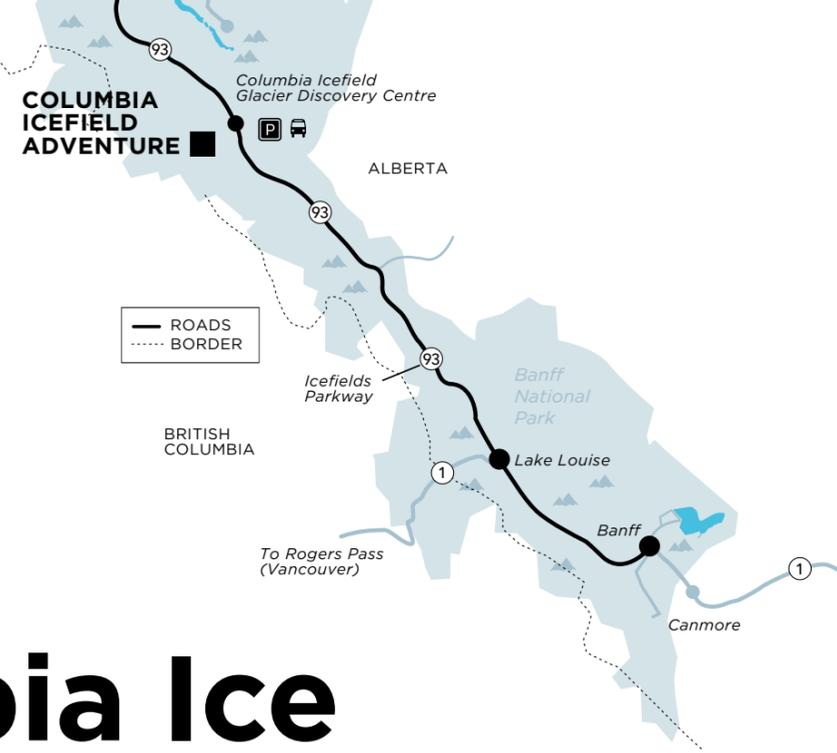 93
Columbia Icefield
Glacier Discovery Centre
COLUMBIA
ICEFIELD
ADVENTURE
P
ALBERTA
93
ROADS
BORDER
93
Icefields
Parkway
Banff
National
Park
BRITISH
COLUMBIA
Lake Louise
1
Banff
To Rogers Pass
(Vancouver)
1
Canmore
bia Ice